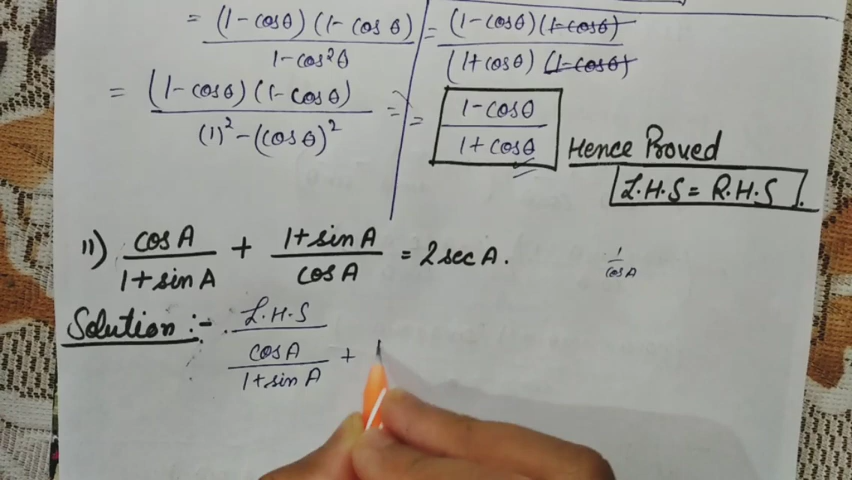 = (1-cosθ)(1-cosθ) / 1-cos²θ
= (1-cosθ)(1-cosθ) / (1)² - (cosθ)² =
= (1-cosθ)(1-cosθ) / (1+cosθ)(1-cosθ)
= 1-cosθ / 1+cosθ
Hence Proved
L.H.S = R.H.S
ii) cosA / 1+sinA + 1+sinA / cosA = 2secA.
1 / cosA
Solution:- L.H.S
cosA / 1+sinA + 1